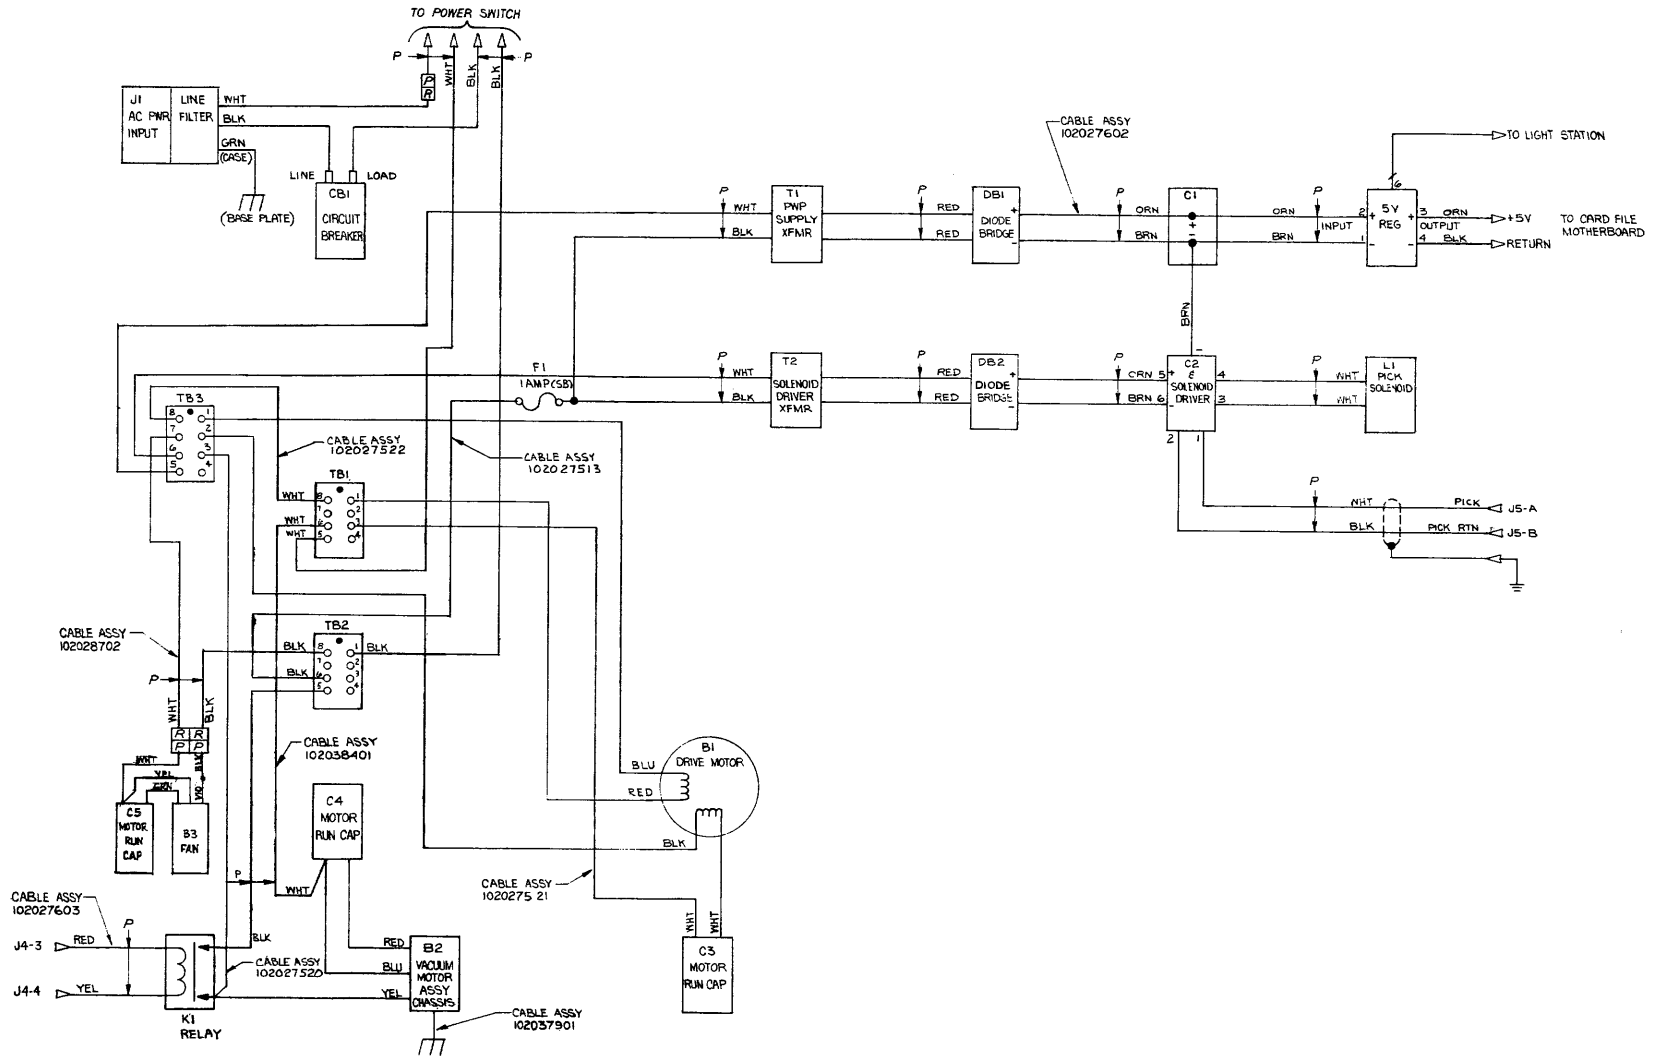 TO POWER SWITCH
P
P
P
R
WHT
BLK
BLK
J1
AC PWR
INPUT
LINE
FILTER
WHT
BLK
GRN
(CASE)
(BASE PLATE)
LINE
LOAD
CB1
CIRCUIT
BREAKER
CABLE ASSY
102027602
TO LIGHT STATION
6
P
WHT
BLK
T1
PWP
SUPPLY
XFMR
P
RED
RED
DB1
+
DIODE
BRIDGE
-
P
ORN
BRN
C1
+
-
ORN
BRN
P
INPUT
2
1
+
-
5V
REG
+
-
3
4
ORN
OUTPUT
BLK
+5V
RETURN
TO CARD FILE
MOTHERBOARD
BRN
F1
1 AMP (SB)
P
WHT
BLK
T2
SOLENOID
DRIVER
XFMR
P
RED
RED
DB2
+
DIODE
BRIDGE
-
P
ORN 5
BRN 6
-
C2
+
&
SOLENOID
DRIVER
-
4
3
2
1
WHT
WHT
L1
PICK
SOLENOID
P
WHT
PICK
J5-A
BLK
PICK RTN
J5-B
TB3
8
1
7
2
6
3
5
4
CABLE ASSY
102027522
CABLE ASSY
102027513
TB1
WHT
8
1
7
2
WHT
6
3
WHT
5
4
CABLE ASSY
102028702
P
WHT
BLK
TB2
BLK
8
1
BLK
7
2
BLK
6
3
5
4
R
R
P
P
WHT
BLK
YEL
GRN
VIO
C5
MOTOR
RUN
CAP
B3
FAN
CABLE ASSY
102038401
C4
MOTOR
RUN CAP
P
WHT
B1
DRIVE MOTOR
BLU
RED
BLK
CABLE ASSY
102027521
WHT
WHT
C3
MOTOR
RUN CAP
CABLE ASSY
102027603
P
J4-3
RED
J4-4
YEL
K1
RELAY
BLK
CABLE ASSY
102027520
RED
BLU
YEL
B2
VACUUM
MOTOR
ASSY
CHASSIS
CABLE ASSY
102037901